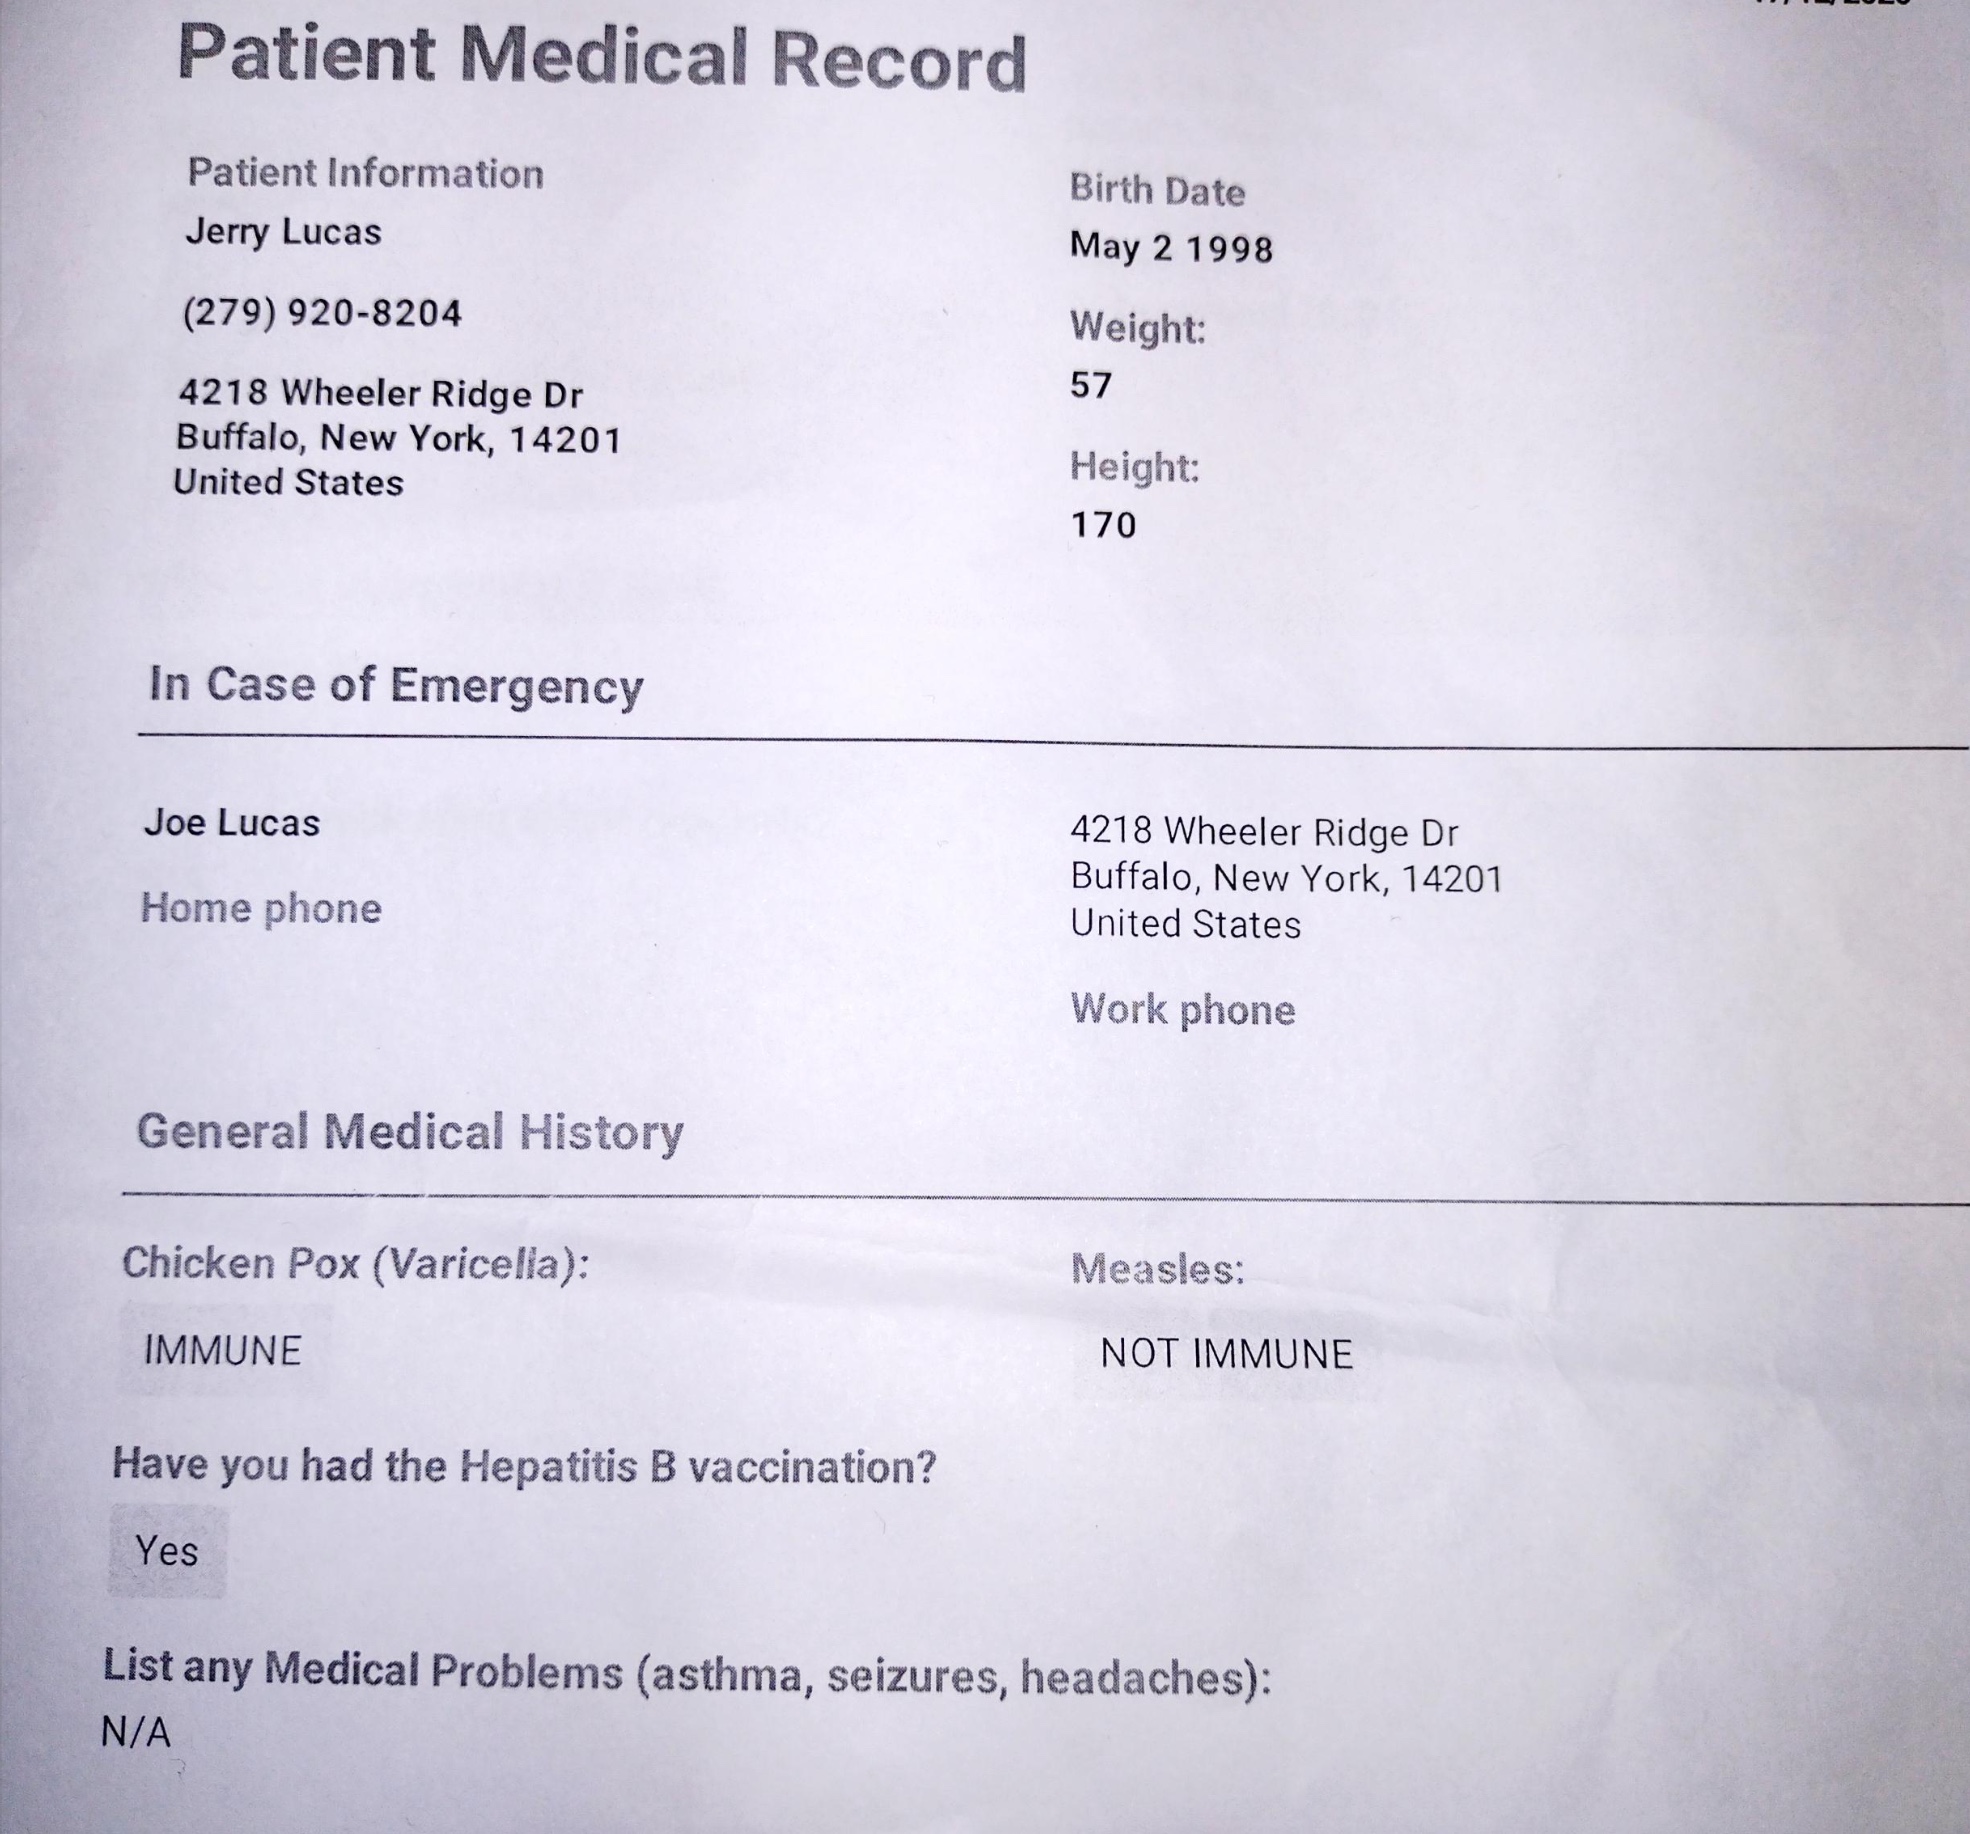 Patient Medical Record
Patient Information
Jerry Lucas
(279) 920-8204
4218 Wheeler Ridge Dr
Buffalo, New York, 14201
United States
Birth Date
May 2 1998
Weight:
57
Height:
170
In Case of Emergency
Joe Lucas
Home phone
4218 Wheeler Ridge Dr
Buffalo, New York, 14201
United States
Work phone
General Medical History
Chicken Pox (Varicella):
IMMUNE
Measles:
NOT IMMUNE
Have you had the Hepatitis B vaccination?
Yes
List any Medical Problems (asthma, seizures, headaches):
N/A